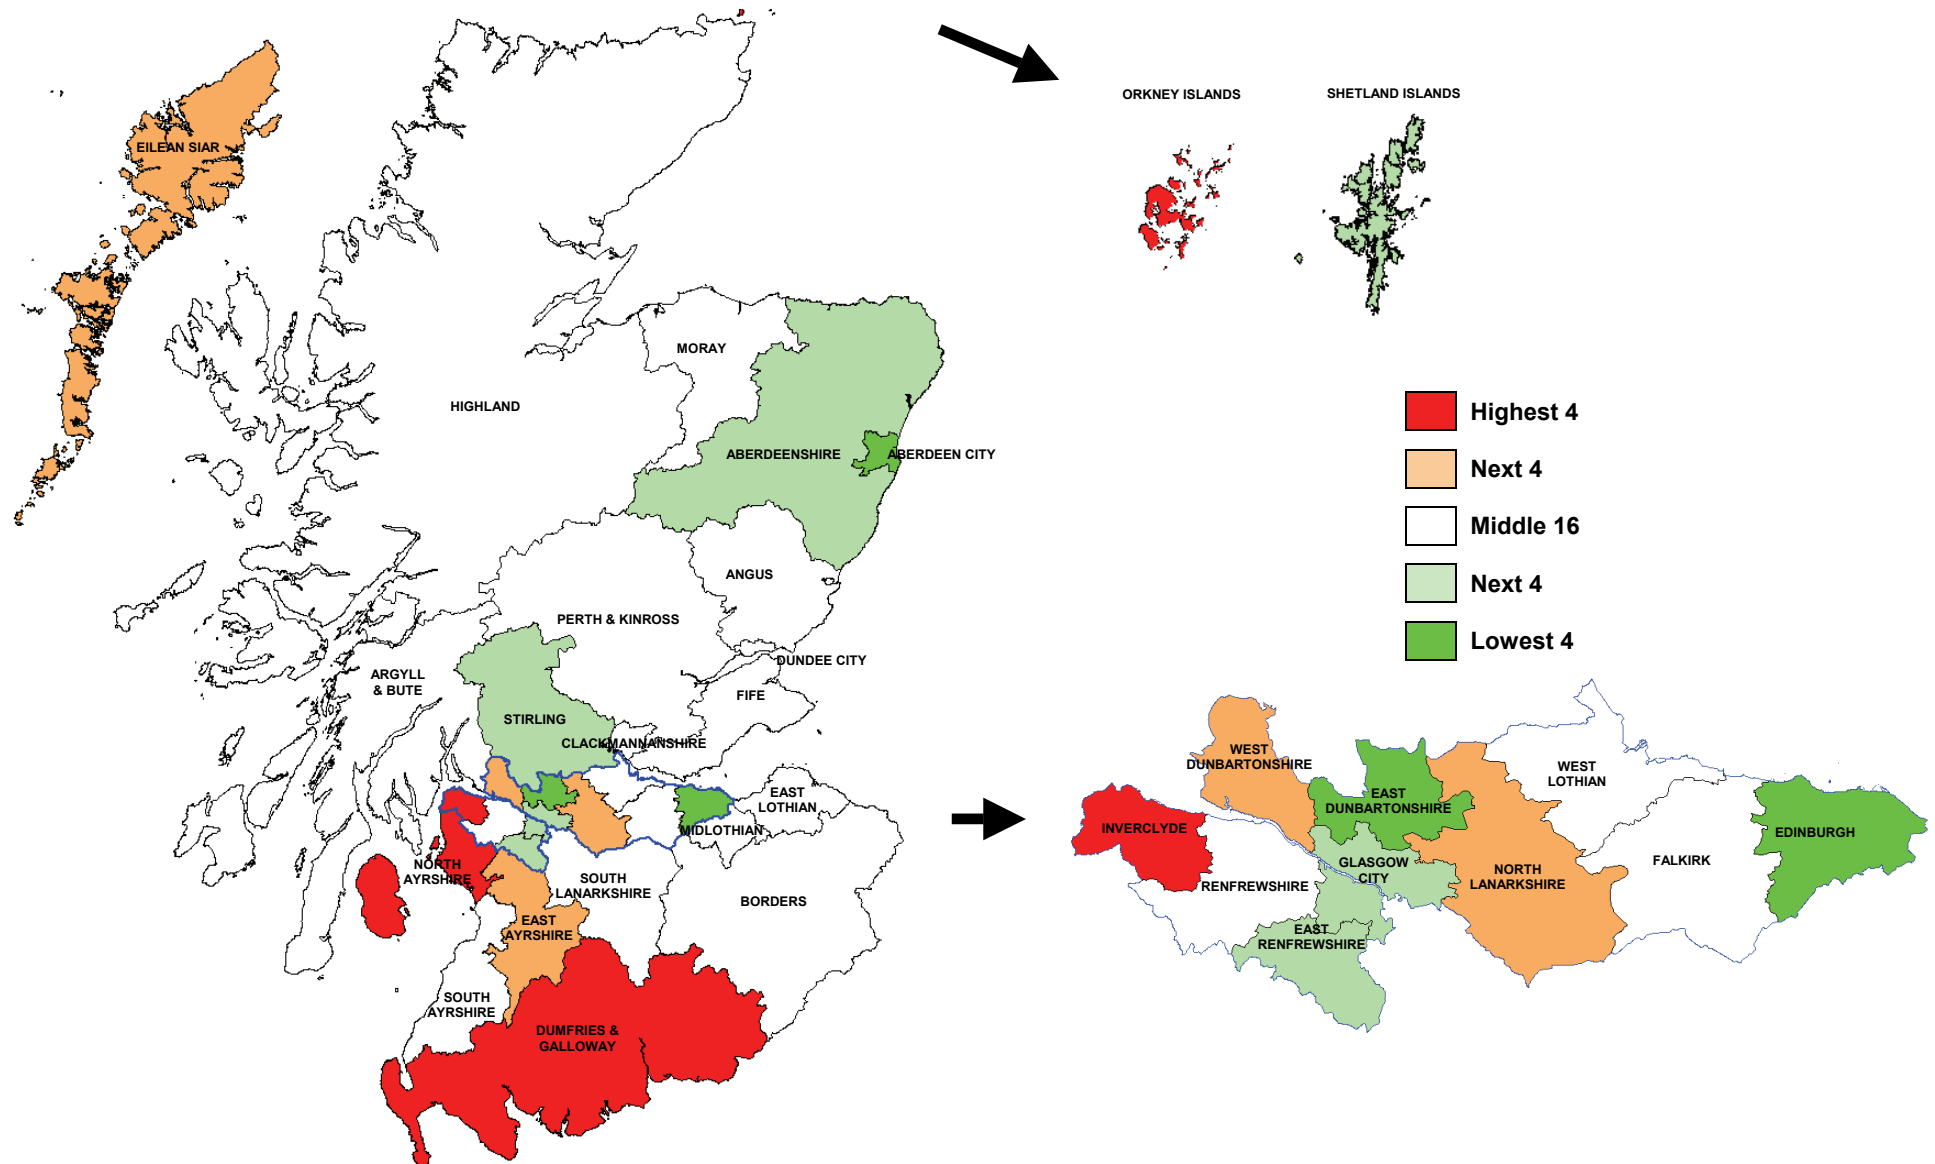 ORKNEY ISLANDS
SHETLAND ISLANDS
EILEAN SIAR
MORAY
HIGHLAND
ABERDEENSHIRE
ABERDEEN CITY
ANGUS
PERTH & KINROSS
DUNDEE CITY
ARGYLL
& BUTE
FIFE
STIRLING
CLACKMANNANSHIRE
EAST
LOTHIAN
MIDLOTHIAN
NORTH
AYRSHIRE
SOUTH
LANARKSHIRE
BORDERS
EAST
AYRSHIRE
SOUTH
AYRSHIRE
DUMFRIES &
GALLOWAY
Highest 4
Next 4
Middle 16
Next 4
Lowest 4
WEST
DUNBARTONSHIRE
WEST
LOTHIAN
EAST
DUNBARTONSHIRE
INVERCLYDE
EDINBURGH
GLASGOW
CITY
FALKIRK
NORTH
LANARKSHIRE
RENFREWSHIRE
EAST
RENFREWSHIRE